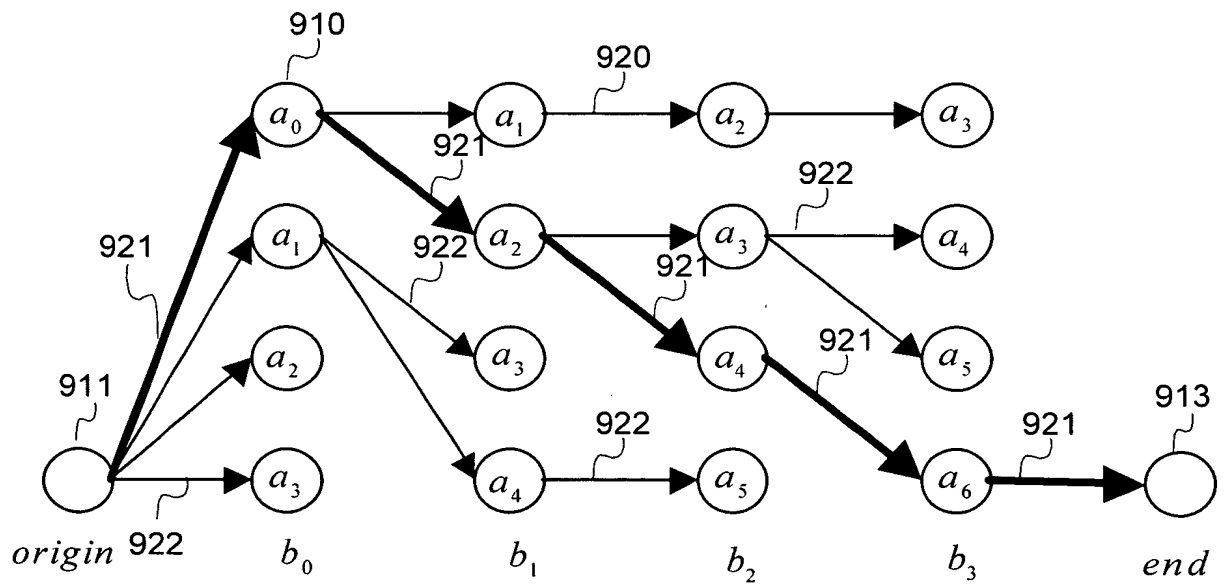 910
920
a₀ a₁ a₂ a₃
921
922
921 a₁ 922 a₂ a₃ a₄
921
921
911 a₂ a₃ a₄ a₅ 913
922 921
a₃ a₄ a₅ a₆
origin 922 b₀ b₁ b₂ b₃ end